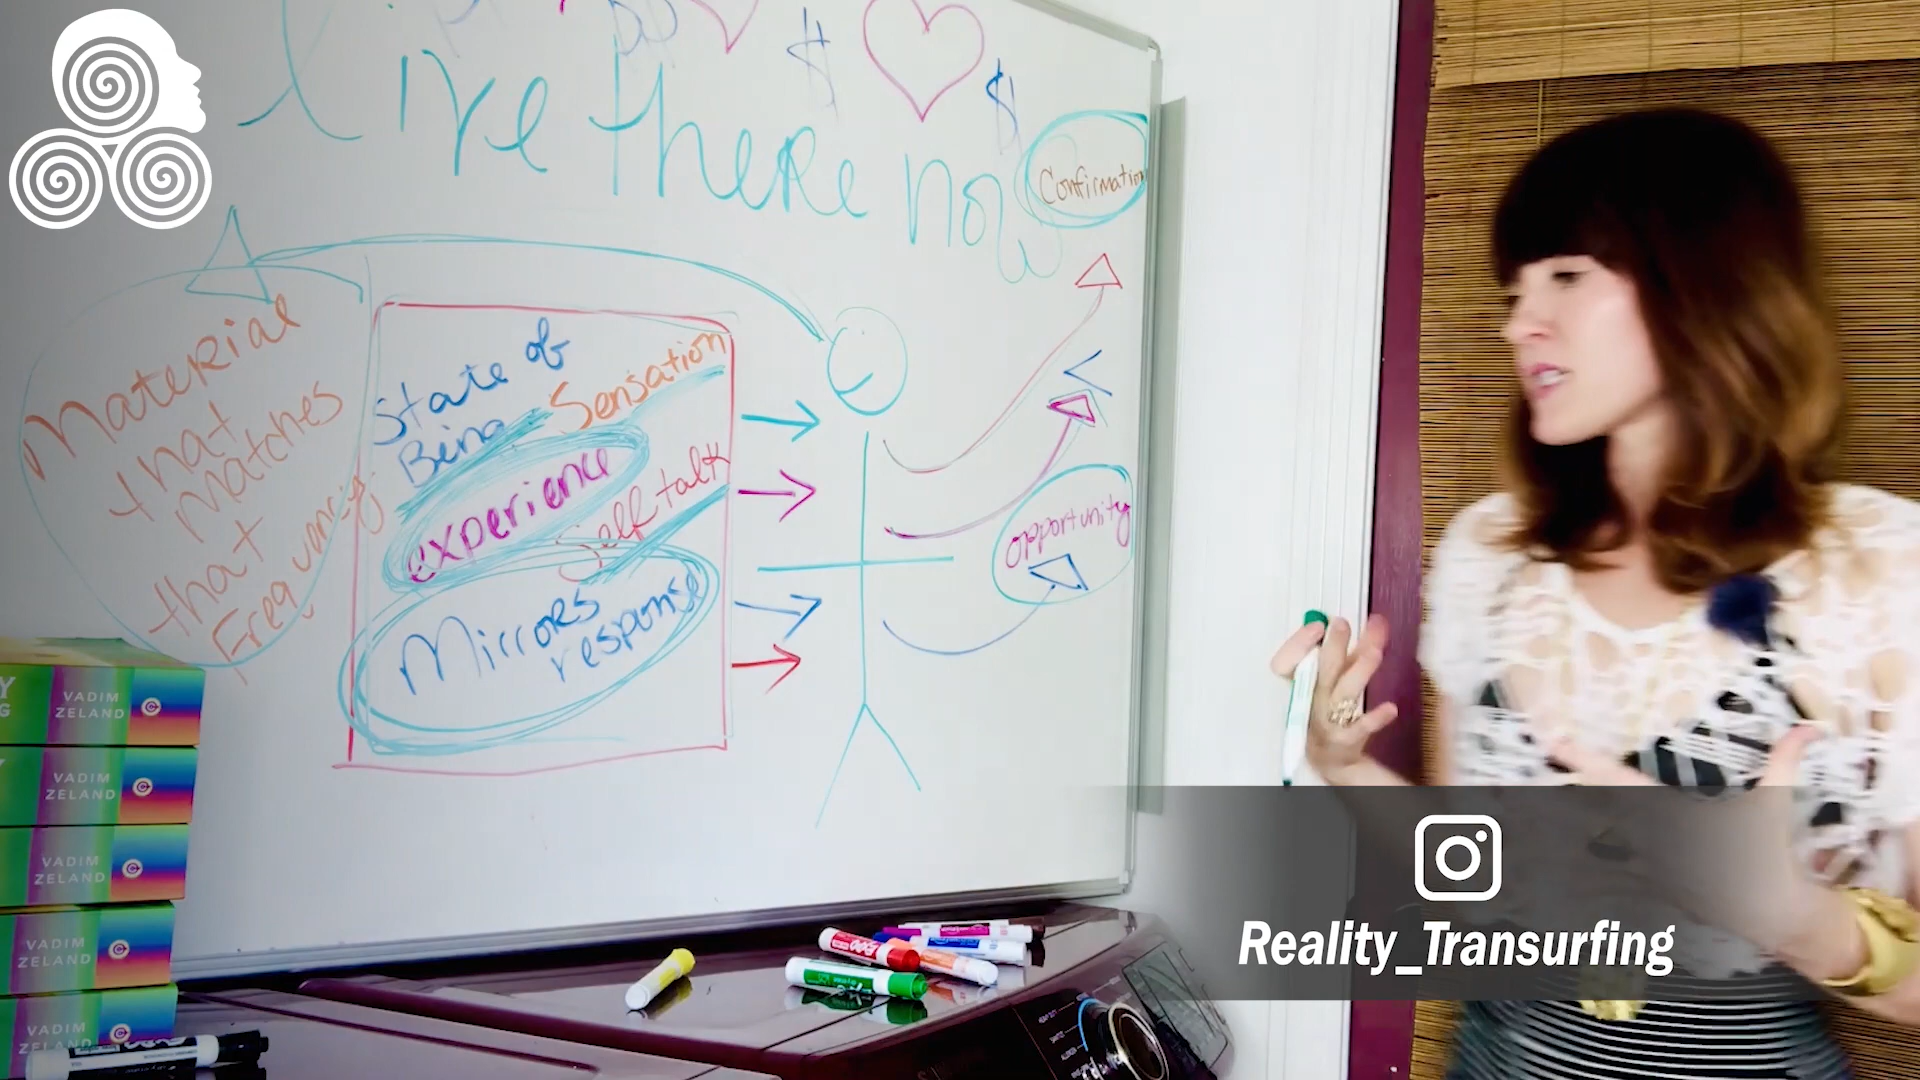 live there now
Confirmation
Material
that
matches
that
Frequency
State of
Being
Sensation
experience
Self talk
Mirrors
response
opportunity
VADIM
ZELAND
VADIM
ZELAND
VADIM
ZELAND
VADIM
ZELAND
VADIM
Reality_Transurfing